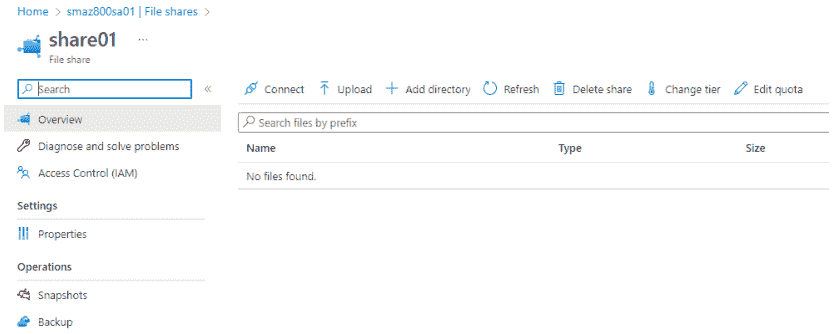 Home > smaz800sa01 | File shares >
share01 ...
File share
Search «
Overview
Diagnose and solve problems
Access Control (IAM)
Settings
Properties
Operations
Snapshots
Backup
Connect Upload Add directory Refresh Delete share Change tier Edit quota
Search files by prefix
Name Type Size
No files found.